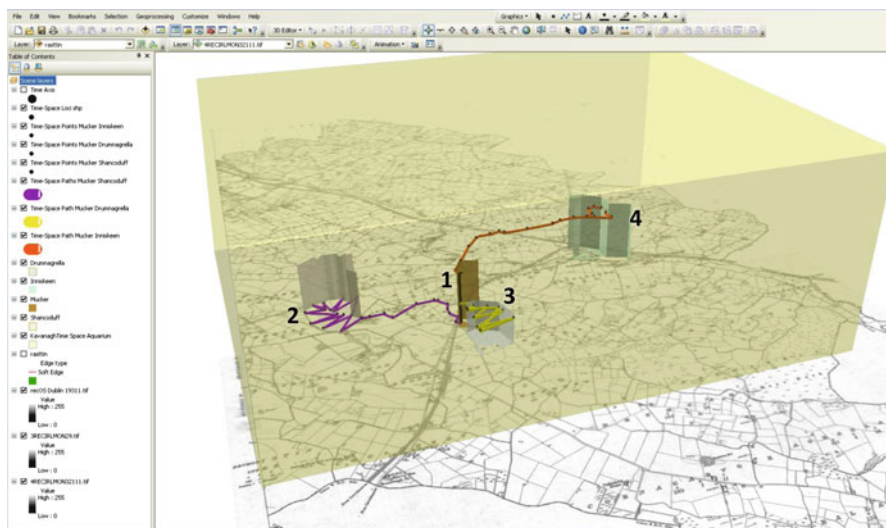 File Edit View Bookmarks Selection Geoprocessing Customize Windows Help
Graphics
3D Editor
Layer: rasttin
Layer: 4RECIRLMON32111.tif
Animation
Table of Contents
Scene layers
Time Axis
Time-Space Loci shp
Time-Space Points Mucker Inniskeen
Time-Space Points Mucker Drumnagrella
Time-Space Points Mucker Shancoduff
Time-Space Paths Mucker Shancoduff
Time-Space Path Mucker Drumnagrella
Time-Space Path Mucker Inniskeen
Drumnagrella
Inniskeen
Mucker
Shancoduff
KavanaghTime Space Aquarium
rasttin
Edge type
Soft Edge
recOS Dublin 19311.tif
Value
High : 255
Low : 0
3RECIRLMON29.tif
Value
High : 255
Low : 0
4RECIRLMON32111.tif
Value
High : 255
Low : 0
4
1
3
2